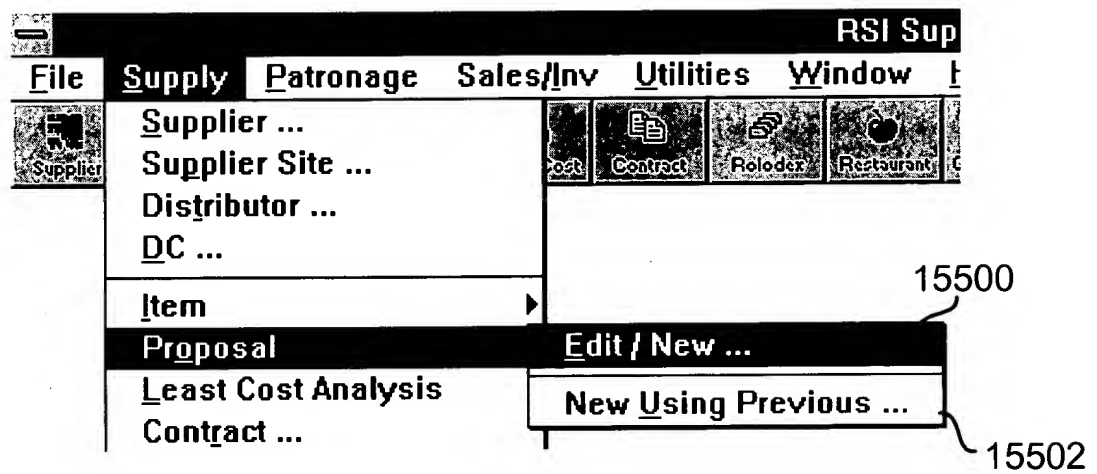 RSI Sup
File Supply Patronage Sales/Inv Utilities Window H
Supplier Cost Contract Rolodex Restaurant
Supplier ...
Supplier Site ...
Distributor ...
DC ...
Item
Proposal
Least Cost Analysis
Contract ...
Edit / New ...
New Using Previous ...
15500
15502